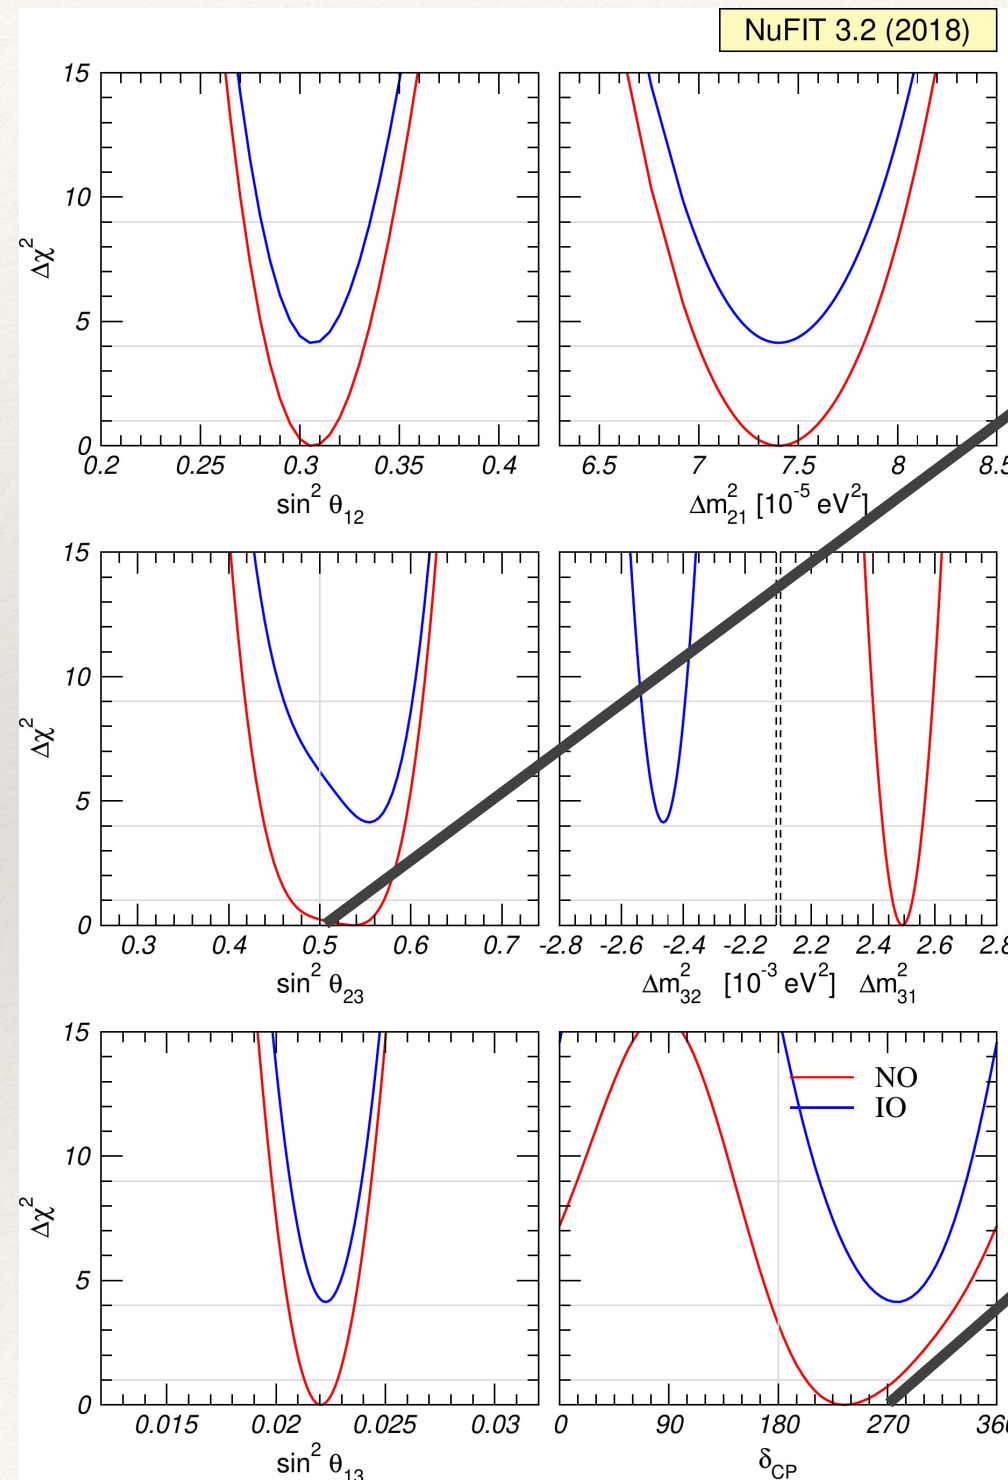 NuFIT 3.2 (2018)
15
10
5
0
Δχ²
0.2 0.25 0.3 0.35 0.4
sin² θ₁₂
6.5 7 7.5 8 8.5
Δm²₂₁ [10⁻⁵ eV²]
15
10
5
0
Δχ²
0.3 0.4 0.5 0.6 0.7
sin² θ₂₃
-2.8 -2.6 -2.4 -2.2 2.2 2.4 2.6 2.8
Δm²₃₂ [10⁻³ eV²] Δm²₃₁
15
10
5
0
Δχ²
NO
IO
0.015 0.02 0.025 0.03
sin² θ₁₃
0 90 180 270 360
δCP